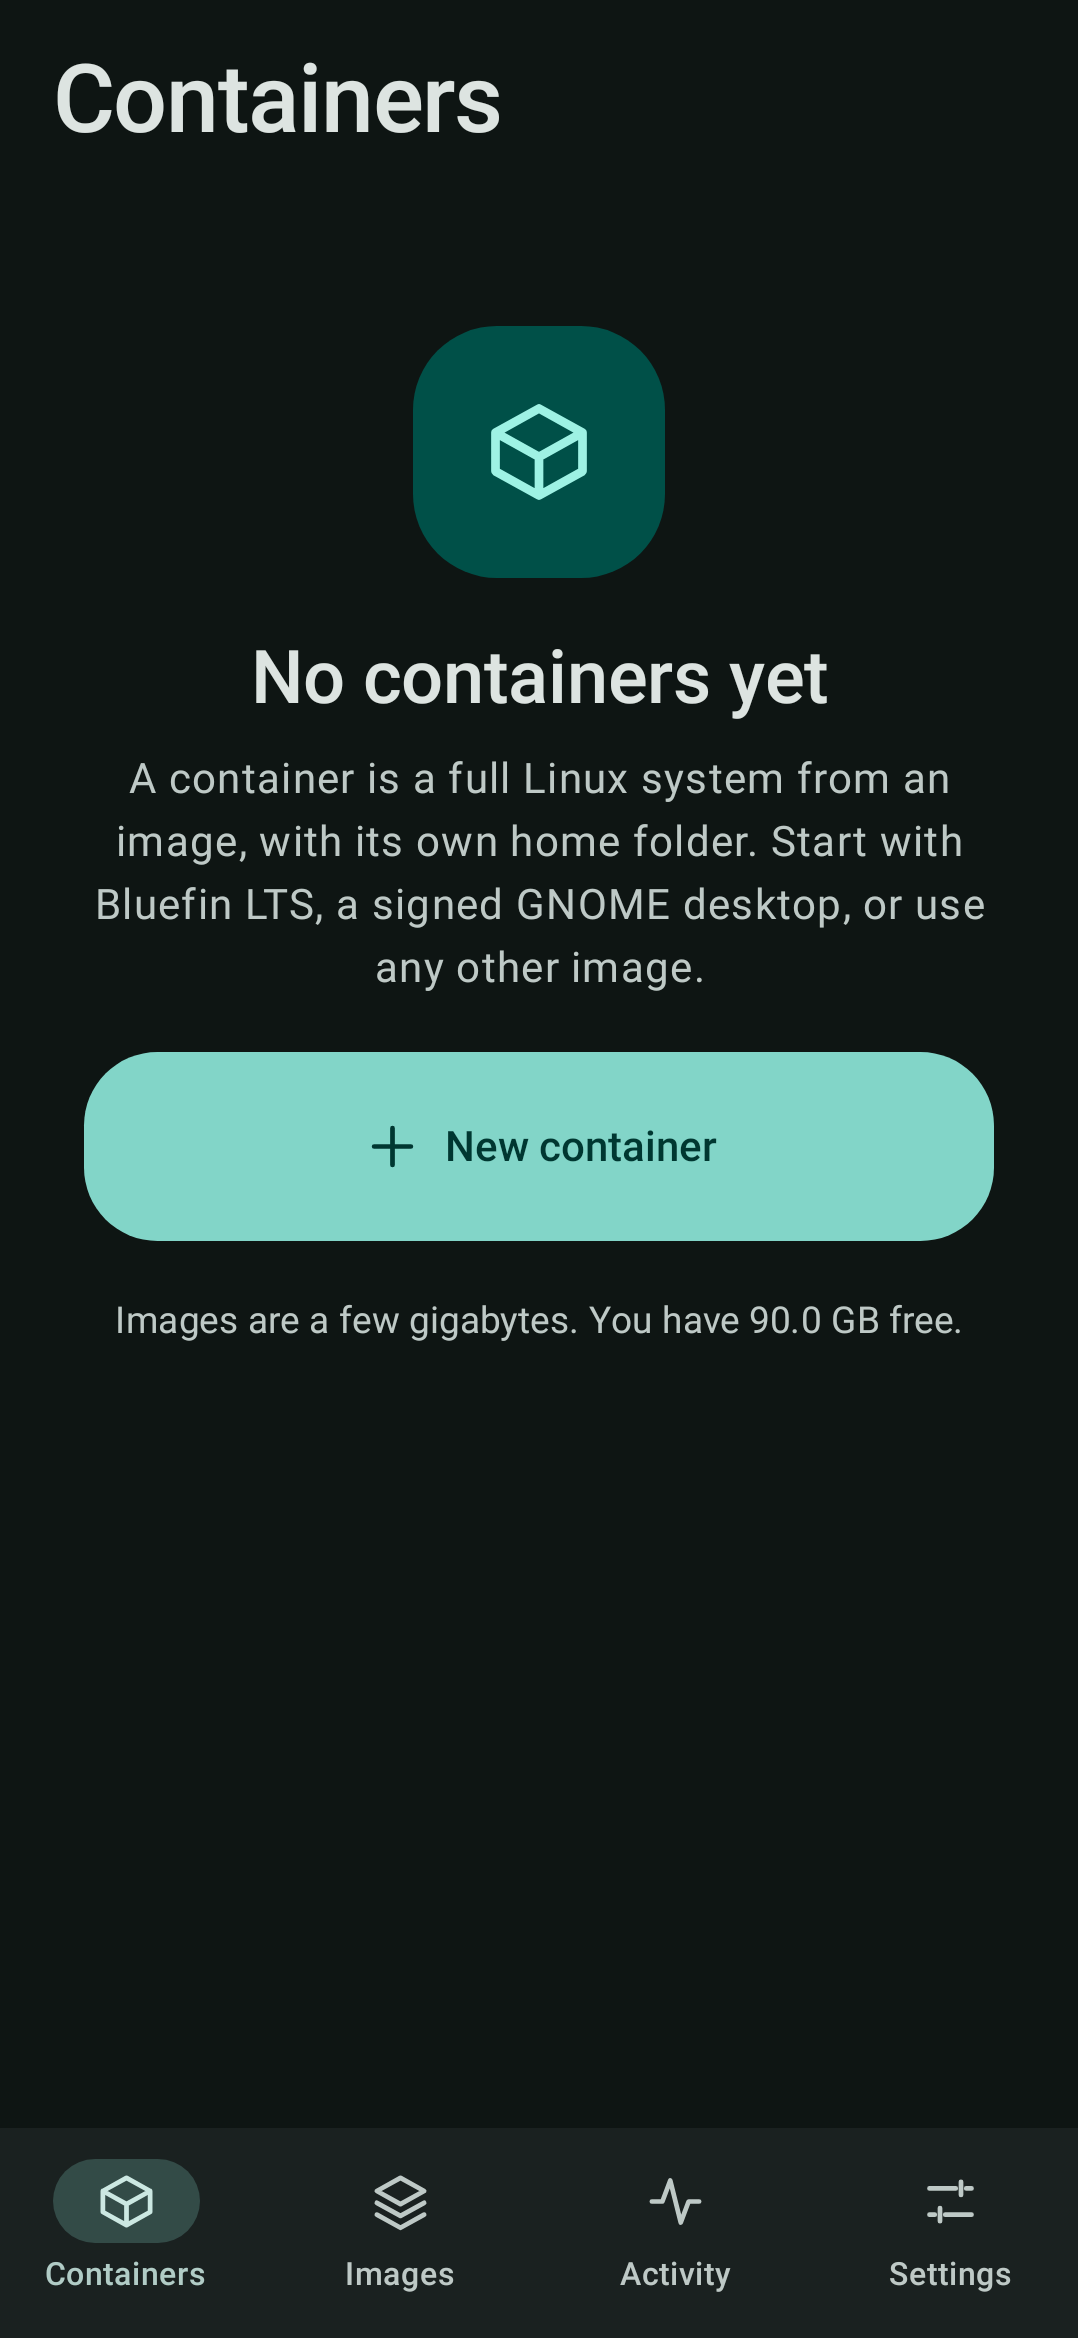 Containers
No containers yet
A container is a full Linux system from an
image, with its own home folder. Start with
Bluefin LTS, a signed GNOME desktop, or use
any other image.
New container
Images are a few gigabytes. You have 90.0 GB free.
Containers
Images
Activity
Settings